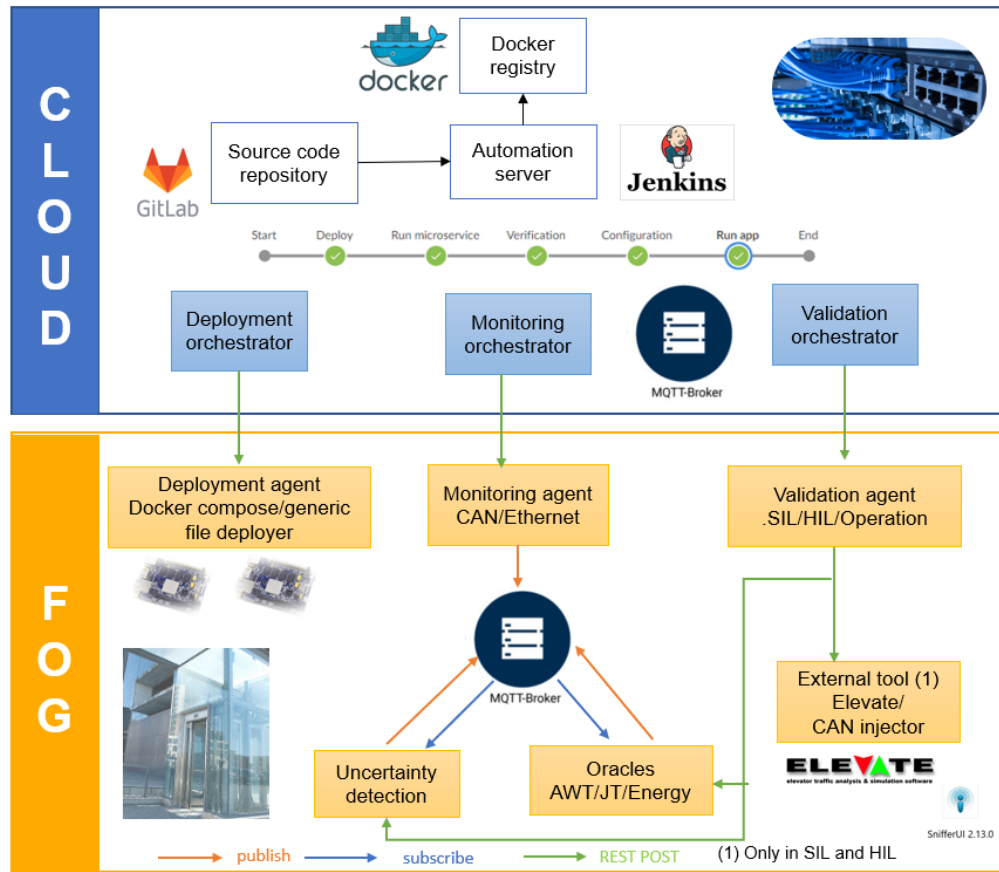 CLOUD
docker
Docker
registry
GitLab
Source code
repository
Automation
server
Jenkins
Start
Deploy
Run microservice
Verification
Configuration
Run app
End
Deployment
orchestrator
Monitoring
orchestrator
MQTT-Broker
Validation
orchestrator
FOG
Deployment agent
Docker compose/generic
file deployer
Monitoring agent
CAN/Ethernet
Validation agent
.SIL/HIL/Operation
MQTT-Broker
External tool (1)
Elevate/
CAN injector
Uncertainty
detection
Oracles
AWT/JT/Energy
ELEVATE
elevator traffic analysis & simulation software
SnifferUI 2.13.0
publish
subscribe
REST POST
(1) Only in SIL and HIL